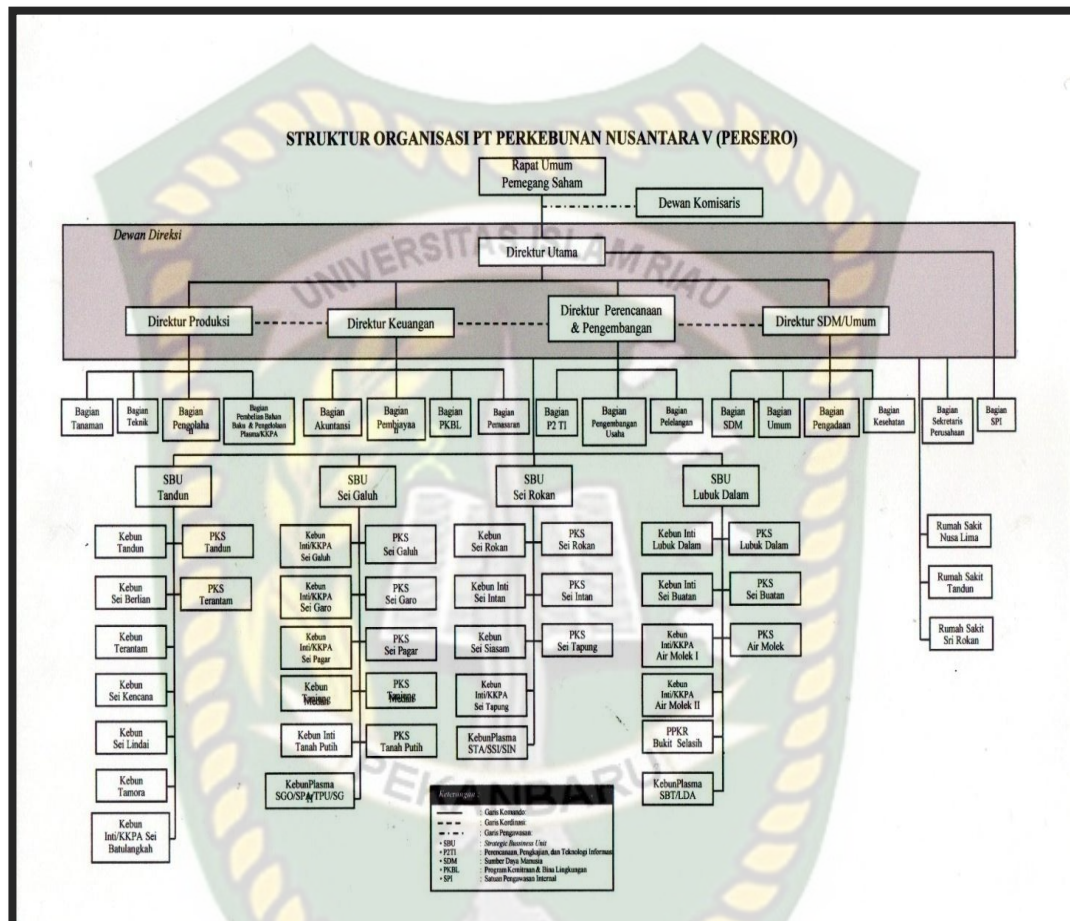 STRUKTUR ORGANISASI PT PERKEBUNAN NUSANTARA V (PERSERO)
Rapat Umum
Pemegang Saham
Dewan Komisaris
Dewan Direksi
Direktur Utama
UNIVERSITAS ISLAM RIAU
Direktur Produksi
Direktur Keuangan
Direktur Perencanaan
& Pengembangan
Direktur SDM/Umum
Bagian
Tanaman
Bagian
Teknik
Bagian
Pengolahan
Bagian
Pembelian Bahan
Baku & Pengelolaan
Plasma/KKPA
Bagian
Akuntansi
Bagian
Pembiayaan
Bagian
PKBL
Bagian
Pemasaran
Bagian
P2 TI
Bagian
Pengembangan
Usaha
Bagian
Pelelangan
Bagian
SDM
Bagian
Umum
Bagian
Pengadaan
Bagian
Kesehatan
Bagian
Sekretaris
Perusahaan
Bagian
SPI
SBU
Tandun
SBU
Sei Galuh
SBU
Sei Rokan
SBU
Lubuk Dalam
Kebun
Tandun
PKS
Tandun
Kebun
Sei Berlian
PKS
Terantam
Kebun
Terantam
Kebun
Sei Kencana
Kebun
Sei Lindai
Kebun
Tamora
Kebun
Inti/KKPA Sei
Batulangkah
Kebun
Inti/KKPA
Sei Galuh
PKS
Sei Galuh
Kebun
Inti/KKPA
Sei Garo
PKS
Sei Garo
Kebun
Inti/KKPA
Sei Pagar
PKS
Sei Pagar
Kebun
Tanjung
Medan
PKS
Tanjung
Medan
Kebun Inti
Tanah Putih
PKS
Tanah Putih
KebunPlasma
Kebun
Sei Rokan
PKS
Sei Rokan
Kebun Inti
Sei Intan
PKS
Sei Intan
Kebun
Sei Siasam
PKS
Sei Tapung
Kebun
Inti/KKPA
Sei Tapung
KebunPlasma
STA/SSI/SIN
Kebun Inti
Lubuk Dalam
PKS
Lubuk Dalam
Kebun Inti
Sei Buatan
PKS
Sei Buatan
Kebun
Inti/KKPA
Air Molek I
PKS
Air Molek
Kebun
Inti/KKPA
Air Molek II
PPKR
Bukit Selasih
KebunPlasma
SBT/LDA
Rumah Sakit
Nusa Lima
Rumah Sakit
Tandun
Rumah Sakit
Sri Rokan
PEKANBARU
Keterangan :
: Garis Komando
: Garis Kordinasi
: Garis Pengawasan
• SBU : Strategic Bussiness Unit
• P2TI : Perencanaan, Pengkajian, dan Teknologi Informasi
• SDM : Sumber Daya Manusia
• PKBL : Program Kemitraan & Bina Lingkungan
• SPI : Satuan Pengawasan Internal